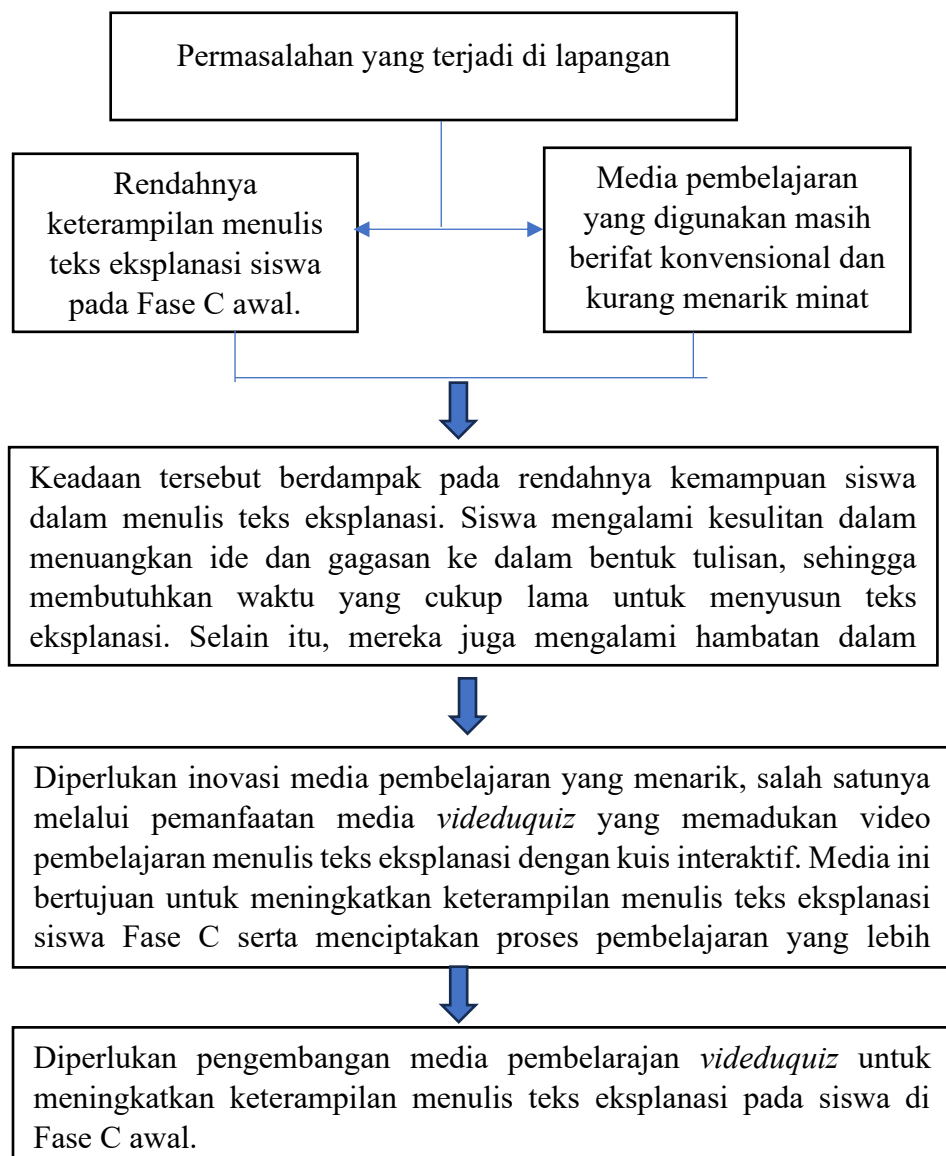 Permasalahan yang terjadi di lapangan
Rendahnya
keterampilan menulis
teks eksplanasi siswa
pada Fase C awal.
Media pembelajaran
yang digunakan masih
berifat konvensional dan
kurang menarik minat
Keadaan tersebut berdampak pada rendahnya kemampuan siswa
dalam menulis teks eksplanasi. Siswa mengalami kesulitan dalam
menuangkan ide dan gagasan ke dalam bentuk tulisan, sehingga
membutuhkan waktu yang cukup lama untuk menyusun teks
eksplanasi. Selain itu, mereka juga mengalami hambatan dalam
Diperlukan inovasi media pembelajaran yang menarik, salah satunya
melalui pemanfaatan media videduquiz yang memadukan video
pembelajaran menulis teks eksplanasi dengan kuis interaktif. Media ini
bertujuan untuk meningkatkan keterampilan menulis teks eksplanasi
siswa Fase C serta menciptakan proses pembelajaran yang lebih
Diperlukan pengembangan media pembelarajan videduquiz untuk
meningkatkan keterampilan menulis teks eksplanasi pada siswa di
Fase C awal.